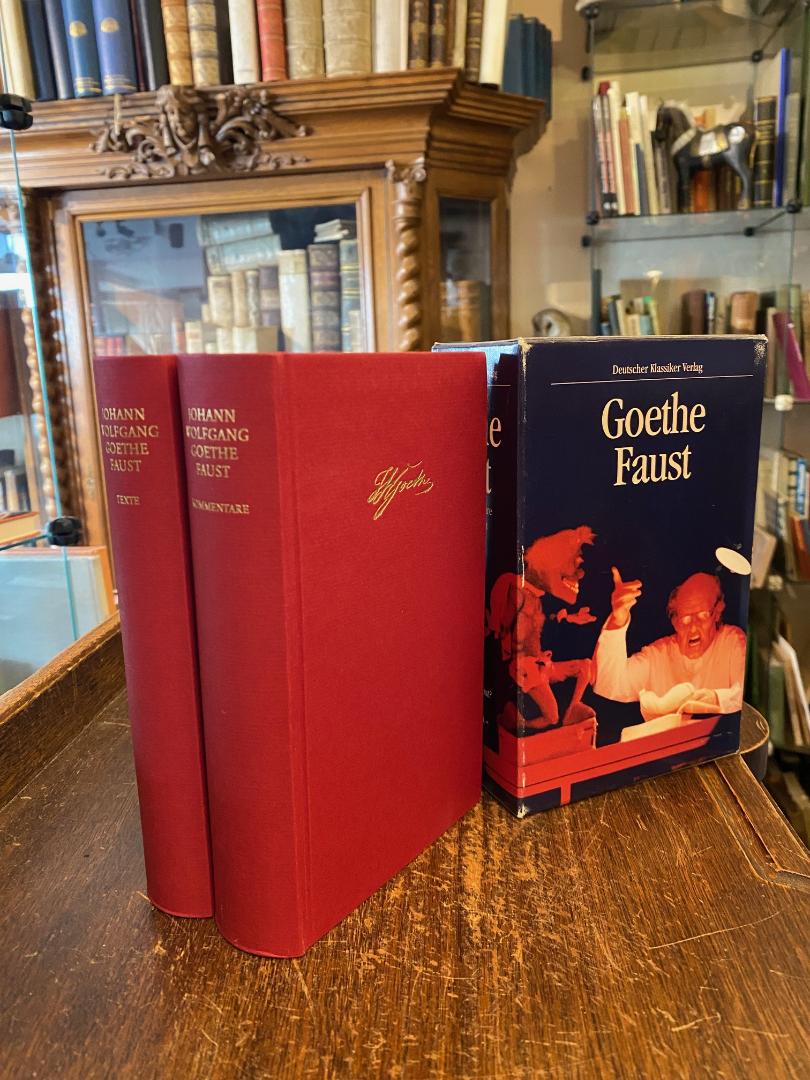 JOHANN
WOLFGANG
GOETHE
FAUST
TEXTE
JOHANN
WOLFGANG
GOETHE
FAUST
KOMMENTARE
Deutscher Klassiker Verlag
Goethe
Faust